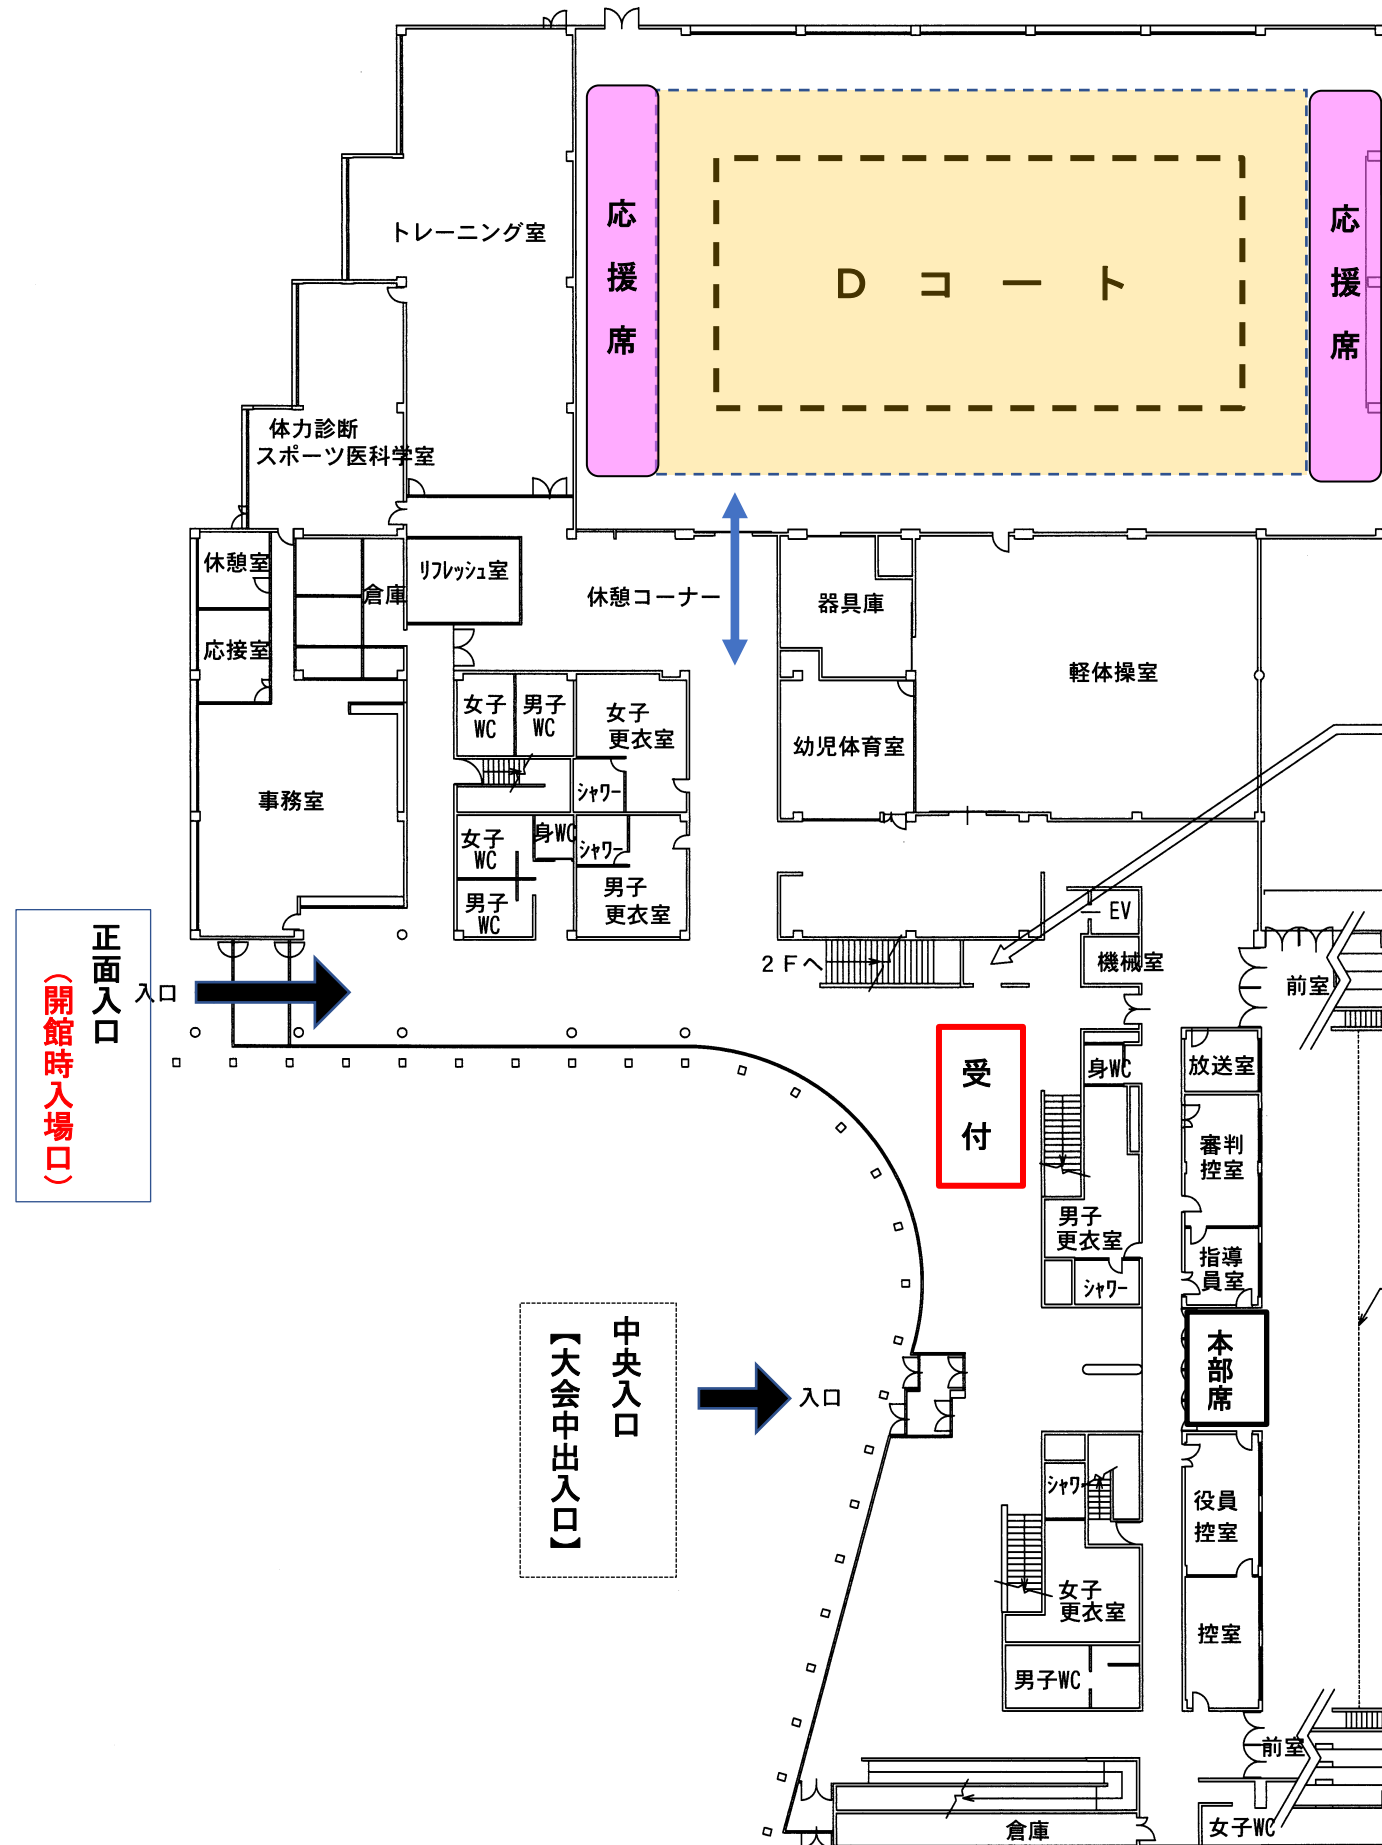 応援席
Dコート
応援席
トレーニング室
体力診断
スポーツ医科学室
休憩室
倉庫
リフレッシュ室
休憩コーナー
器具庫
応接室
軽体操室
女子
WC
男子
WC
女子
更衣室
幼児体育室
シャワー
事務室
女子
WC
身WC
シャワー
男子
WC
男子
更衣室
EV
2Fへ
機械室
前室
正面入口
(開館時入場口)
入口
受付
身WC
放送室
審判
控室
男子
更衣室
指導
員室
シャワー
中央入口
【大会中出入口】
入口
本部席
シャワー
役員
控室
女子
更衣室
控室
男子WC
前室
倉庫
女子WC